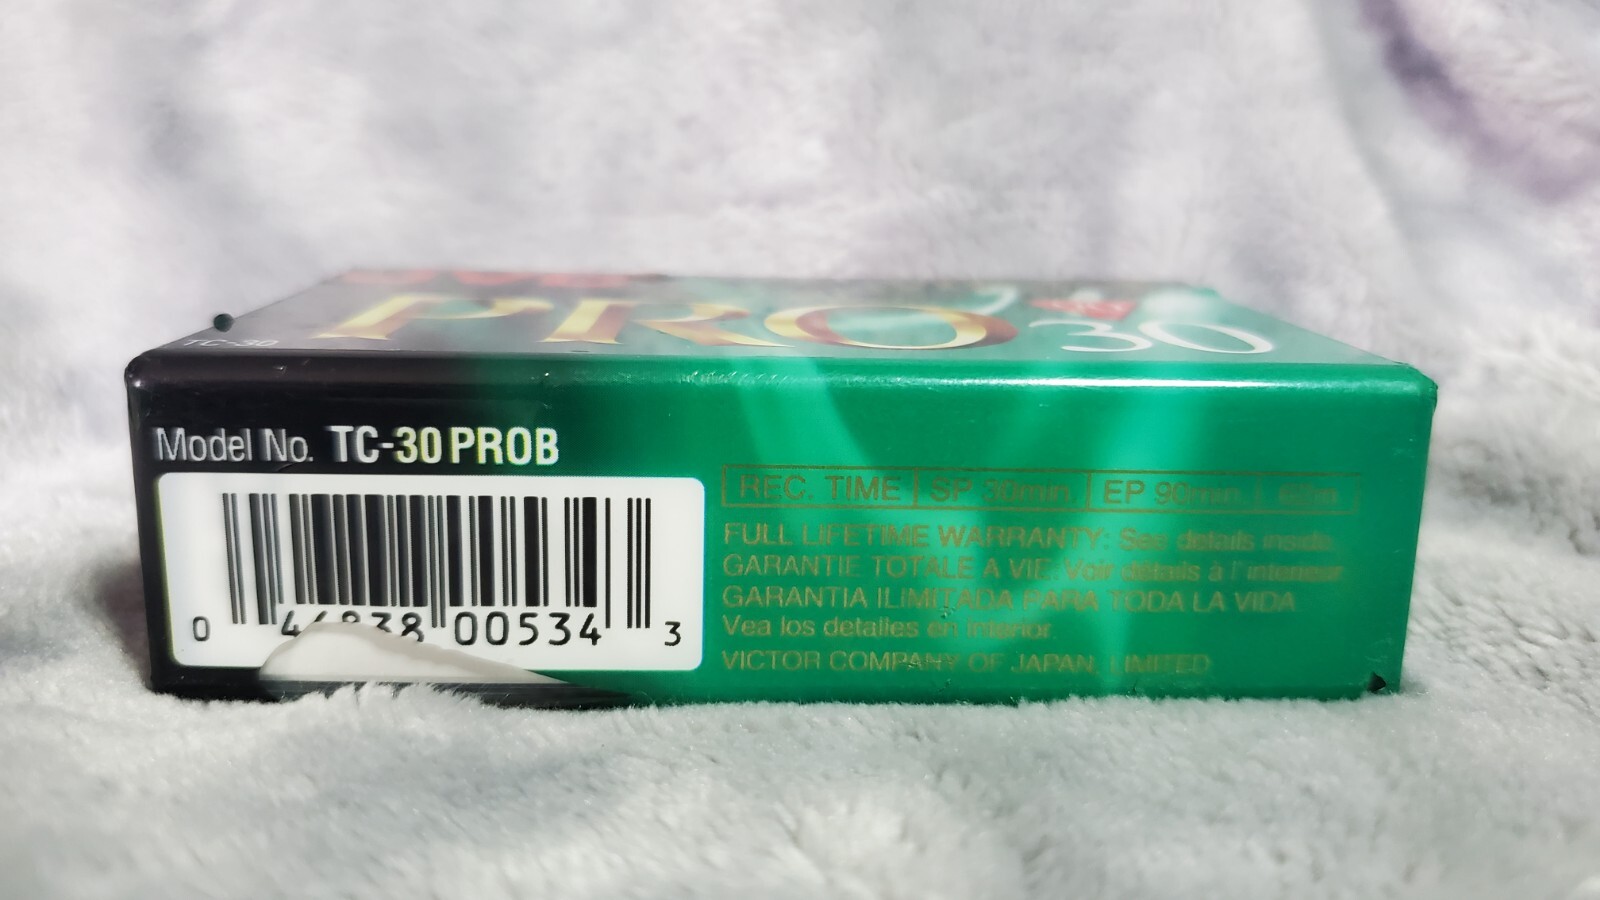 TC-30
PRO 30
Model No. TC-30 PROB
0 44838 00534 3
REC. TIME SP 30min. EP 90min.
FULL LIFETIME WARRANTY: See details inside.
GARANTIE TOTALE A VIE. Voir détails à l'interieur
GARANTIA ILIMITADA PARA TODA LA VIDA
Vea los detalles en interior.
VICTOR COMPANY OF JAPAN, LIMITED